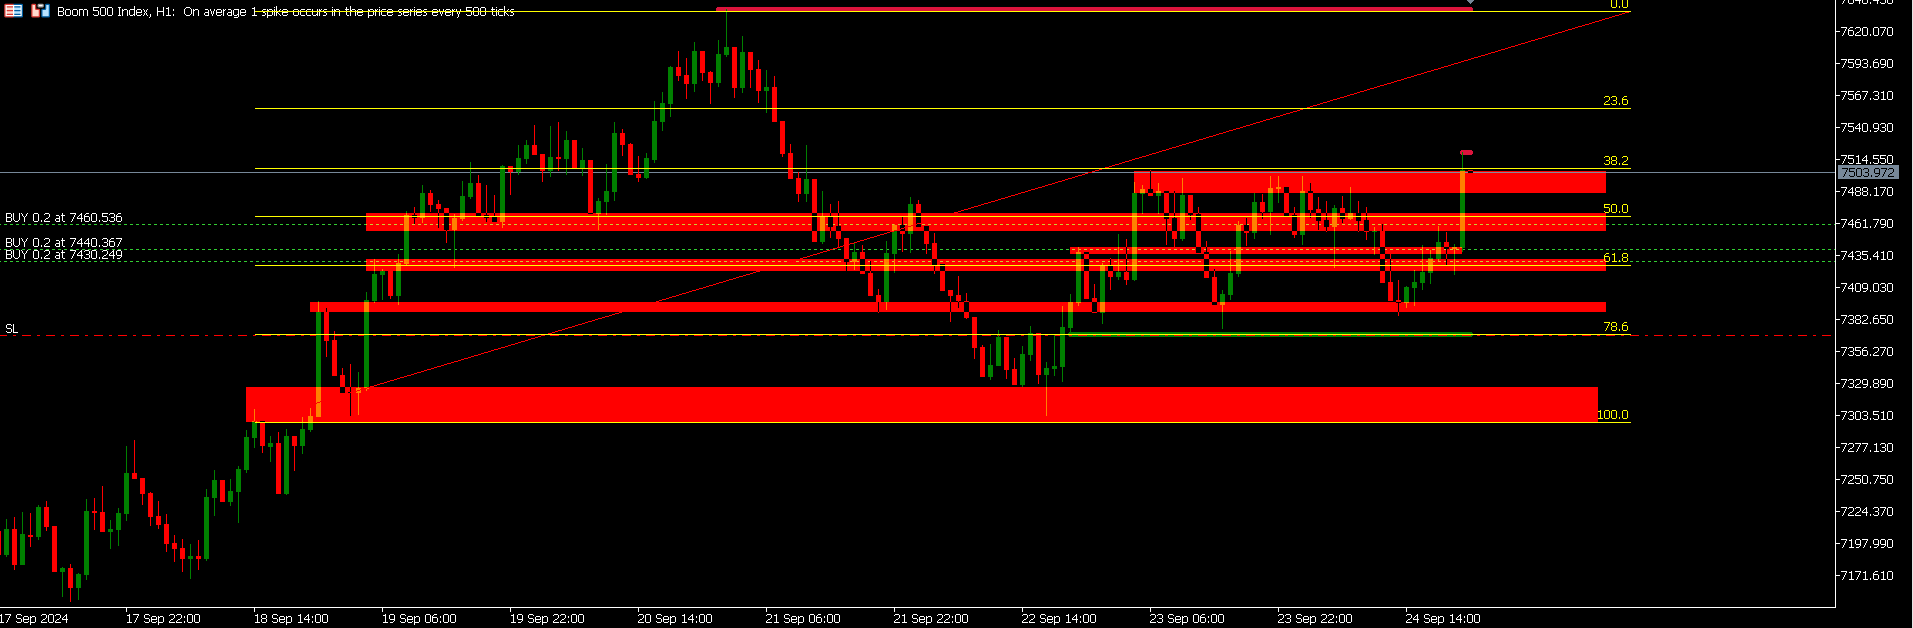 Boom 500 Index, H1:  On average 1 spike occurs in the price series every 500 ticks
0.0
23.6
38.2
50.0
61.8
78.6
100.0
BUY 0.2 at 7460.536
BUY 0.2 at 7440.367
BUY 0.2 at 7430.249
SL
7646.450
7620.070
7593.690
7567.310
7540.930
7514.550
7503.972
7488.170
7461.790
7435.410
7409.030
7382.650
7356.270
7329.890
7303.510
7277.130
7250.750
7224.370
7197.990
7171.610
17 Sep 2024
17 Sep 22:00
18 Sep 14:00
19 Sep 06:00
19 Sep 22:00
20 Sep 14:00
21 Sep 06:00
21 Sep 22:00
22 Sep 14:00
23 Sep 06:00
23 Sep 22:00
24 Sep 14:00